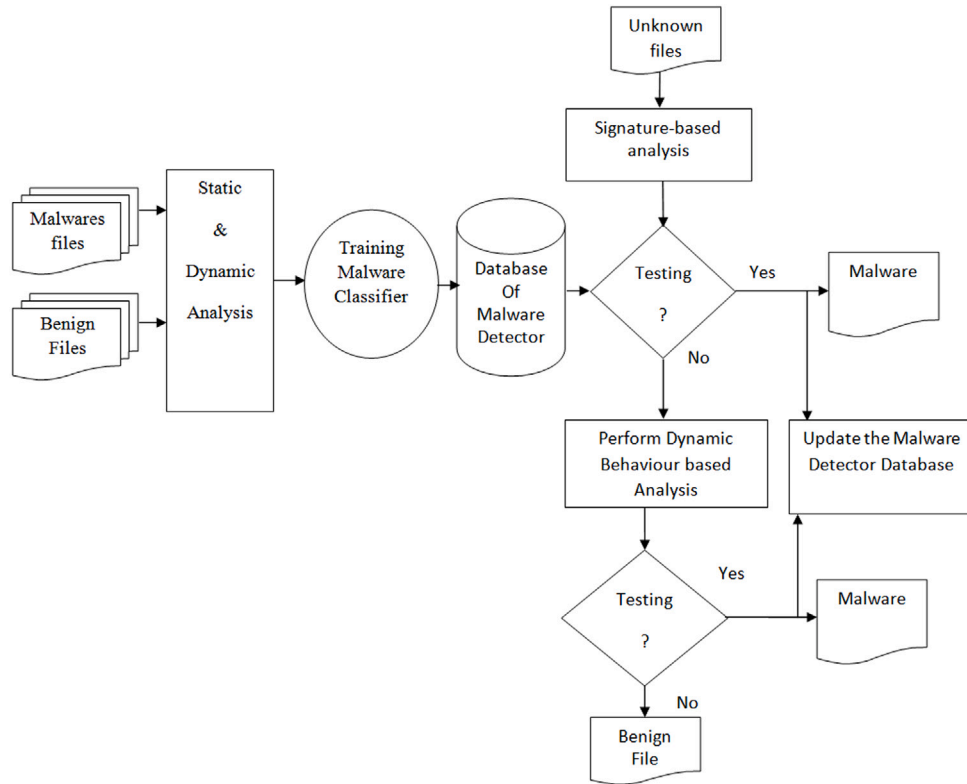 Unknown
files
Signature-based
analysis
Malwares
files
Benign
Files
Static
&
Dynamic
Analysis
Training
Malware
Classifier
Database
Of
Malware
Detector
Testing
?
Yes
Malware
No
Perform Dynamic
Behaviour based
Analysis
Update the Malware
Detector Database
Testing
?
Yes
Malware
No
Benign
File